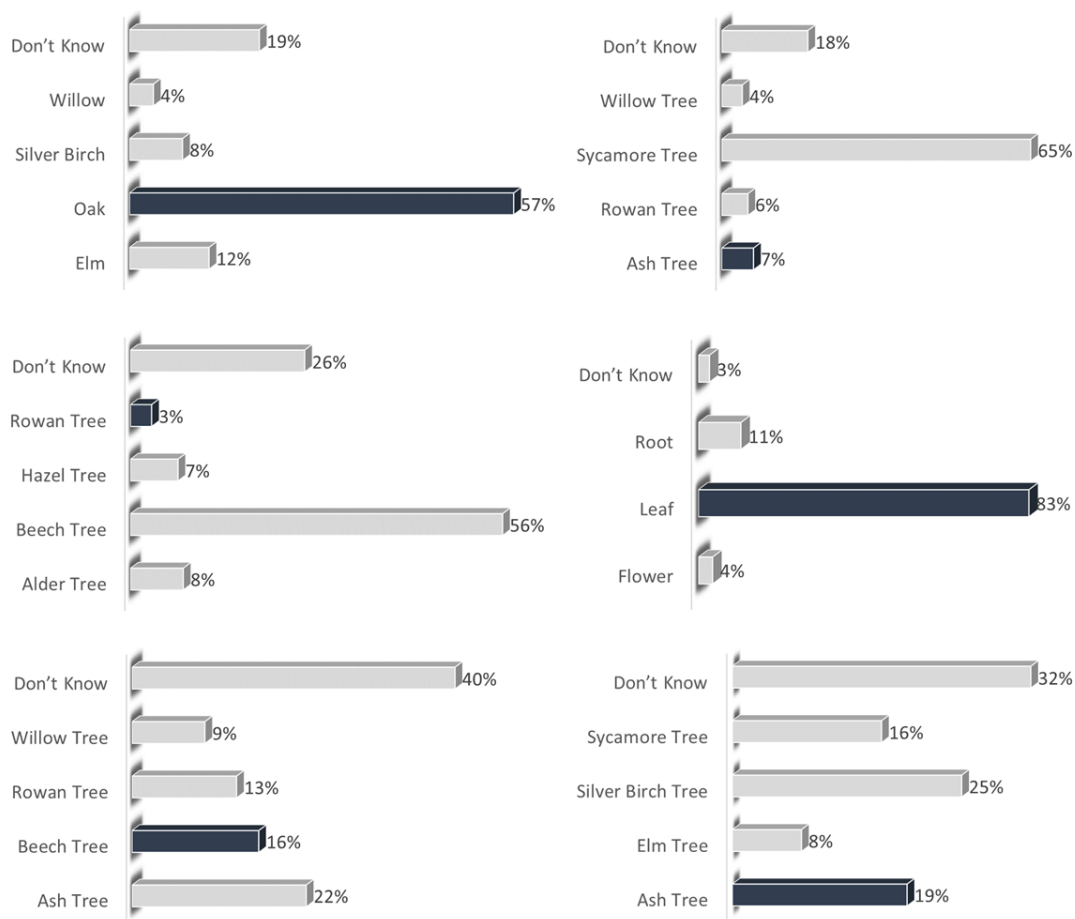 Don't Know 19%
Willow 4%
Silver Birch 8%
Oak 57%
Elm 12%
Don't Know 18%
Willow Tree 4%
Sycamore Tree 65%
Rowan Tree 6%
Ash Tree 7%
Don't Know 26%
Rowan Tree 3%
Hazel Tree 7%
Beech Tree 56%
Alder Tree 8%
Don't Know 3%
Root 11%
Leaf 83%
Flower 4%
Don't Know 40%
Willow Tree 9%
Rowan Tree 13%
Beech Tree 16%
Ash Tree 22%
Don't Know 32%
Sycamore Tree 16%
Silver Birch Tree 25%
Elm Tree 8%
Ash Tree 19%